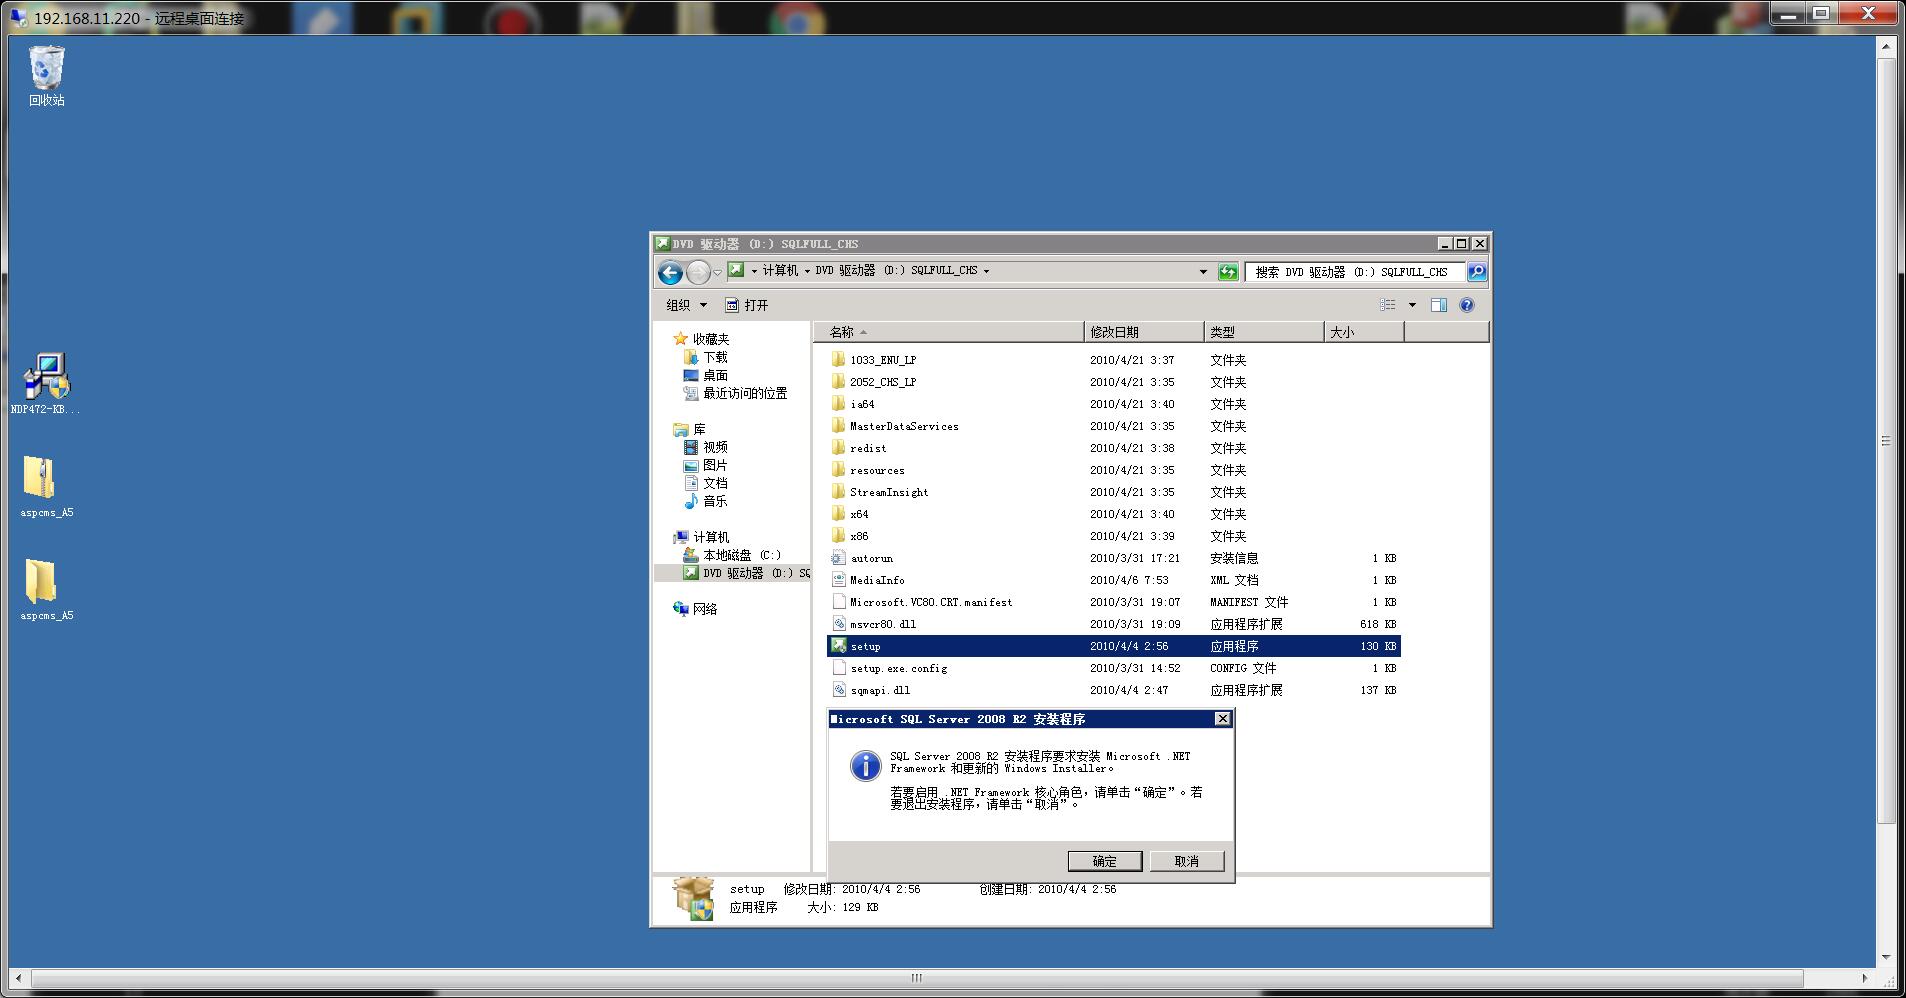 192.168.11.220 - 远程桌面连接
回收站
NDP472-KB...
aspcms_A5
aspcms_A5
DVD 驱动器 (D:) SQLFULL_CHS
计算机 DVD 驱动器 (D:) SQLFULL_CHS
搜索 DVD 驱动器 (D:) SQLFULL_CHS
组织 打开
收藏夹
下载
桌面
最近访问的位置
库
视频
图片
文档
音乐
计算机
本地磁盘 (C:)
DVD 驱动器 (D:) SQ
网络
名称 修改日期 类型 大小
1033_ENU_LP 2010/4/21 3:37 文件夹
2052_CHS_LP 2010/4/21 3:35 文件夹
ia64 2010/4/21 3:40 文件夹
MasterDataServices 2010/4/21 3:35 文件夹
redist 2010/4/21 3:38 文件夹
resources 2010/4/21 3:35 文件夹
StreamInsight 2010/4/21 3:35 文件夹
x64 2010/4/21 3:40 文件夹
x86 2010/4/21 3:39 文件夹
autorun 2010/3/31 17:21 安装信息 1 KB
MediaInfo 2010/4/6 7:53 XML 文档 1 KB
Microsoft.VC80.CRT.manifest 2010/3/31 19:07 MANIFEST 文件 1 KB
msvcr80.dll 2010/3/31 19:09 应用程序扩展 618 KB
setup 2010/4/4 2:56 应用程序 130 KB
setup.exe.config 2010/3/31 14:52 CONFIG 文件 1 KB
sqmapi.dll 2010/4/4 2:47 应用程序扩展 137 KB
Microsoft SQL Server 2008 R2 安装程序
SQL Server 2008 R2 安装程序要求安装 Microsoft .NET
Framework 和更新的 Windows Installer。
若要启用 .NET Framework 核心角色，请单击“确定”。若
要退出安装程序，请单击“取消”。
确定 取消
setup 修改日期: 2010/4/4 2:56 创建日期: 2010/4/4 2:56
应用程序 大小: 129 KB